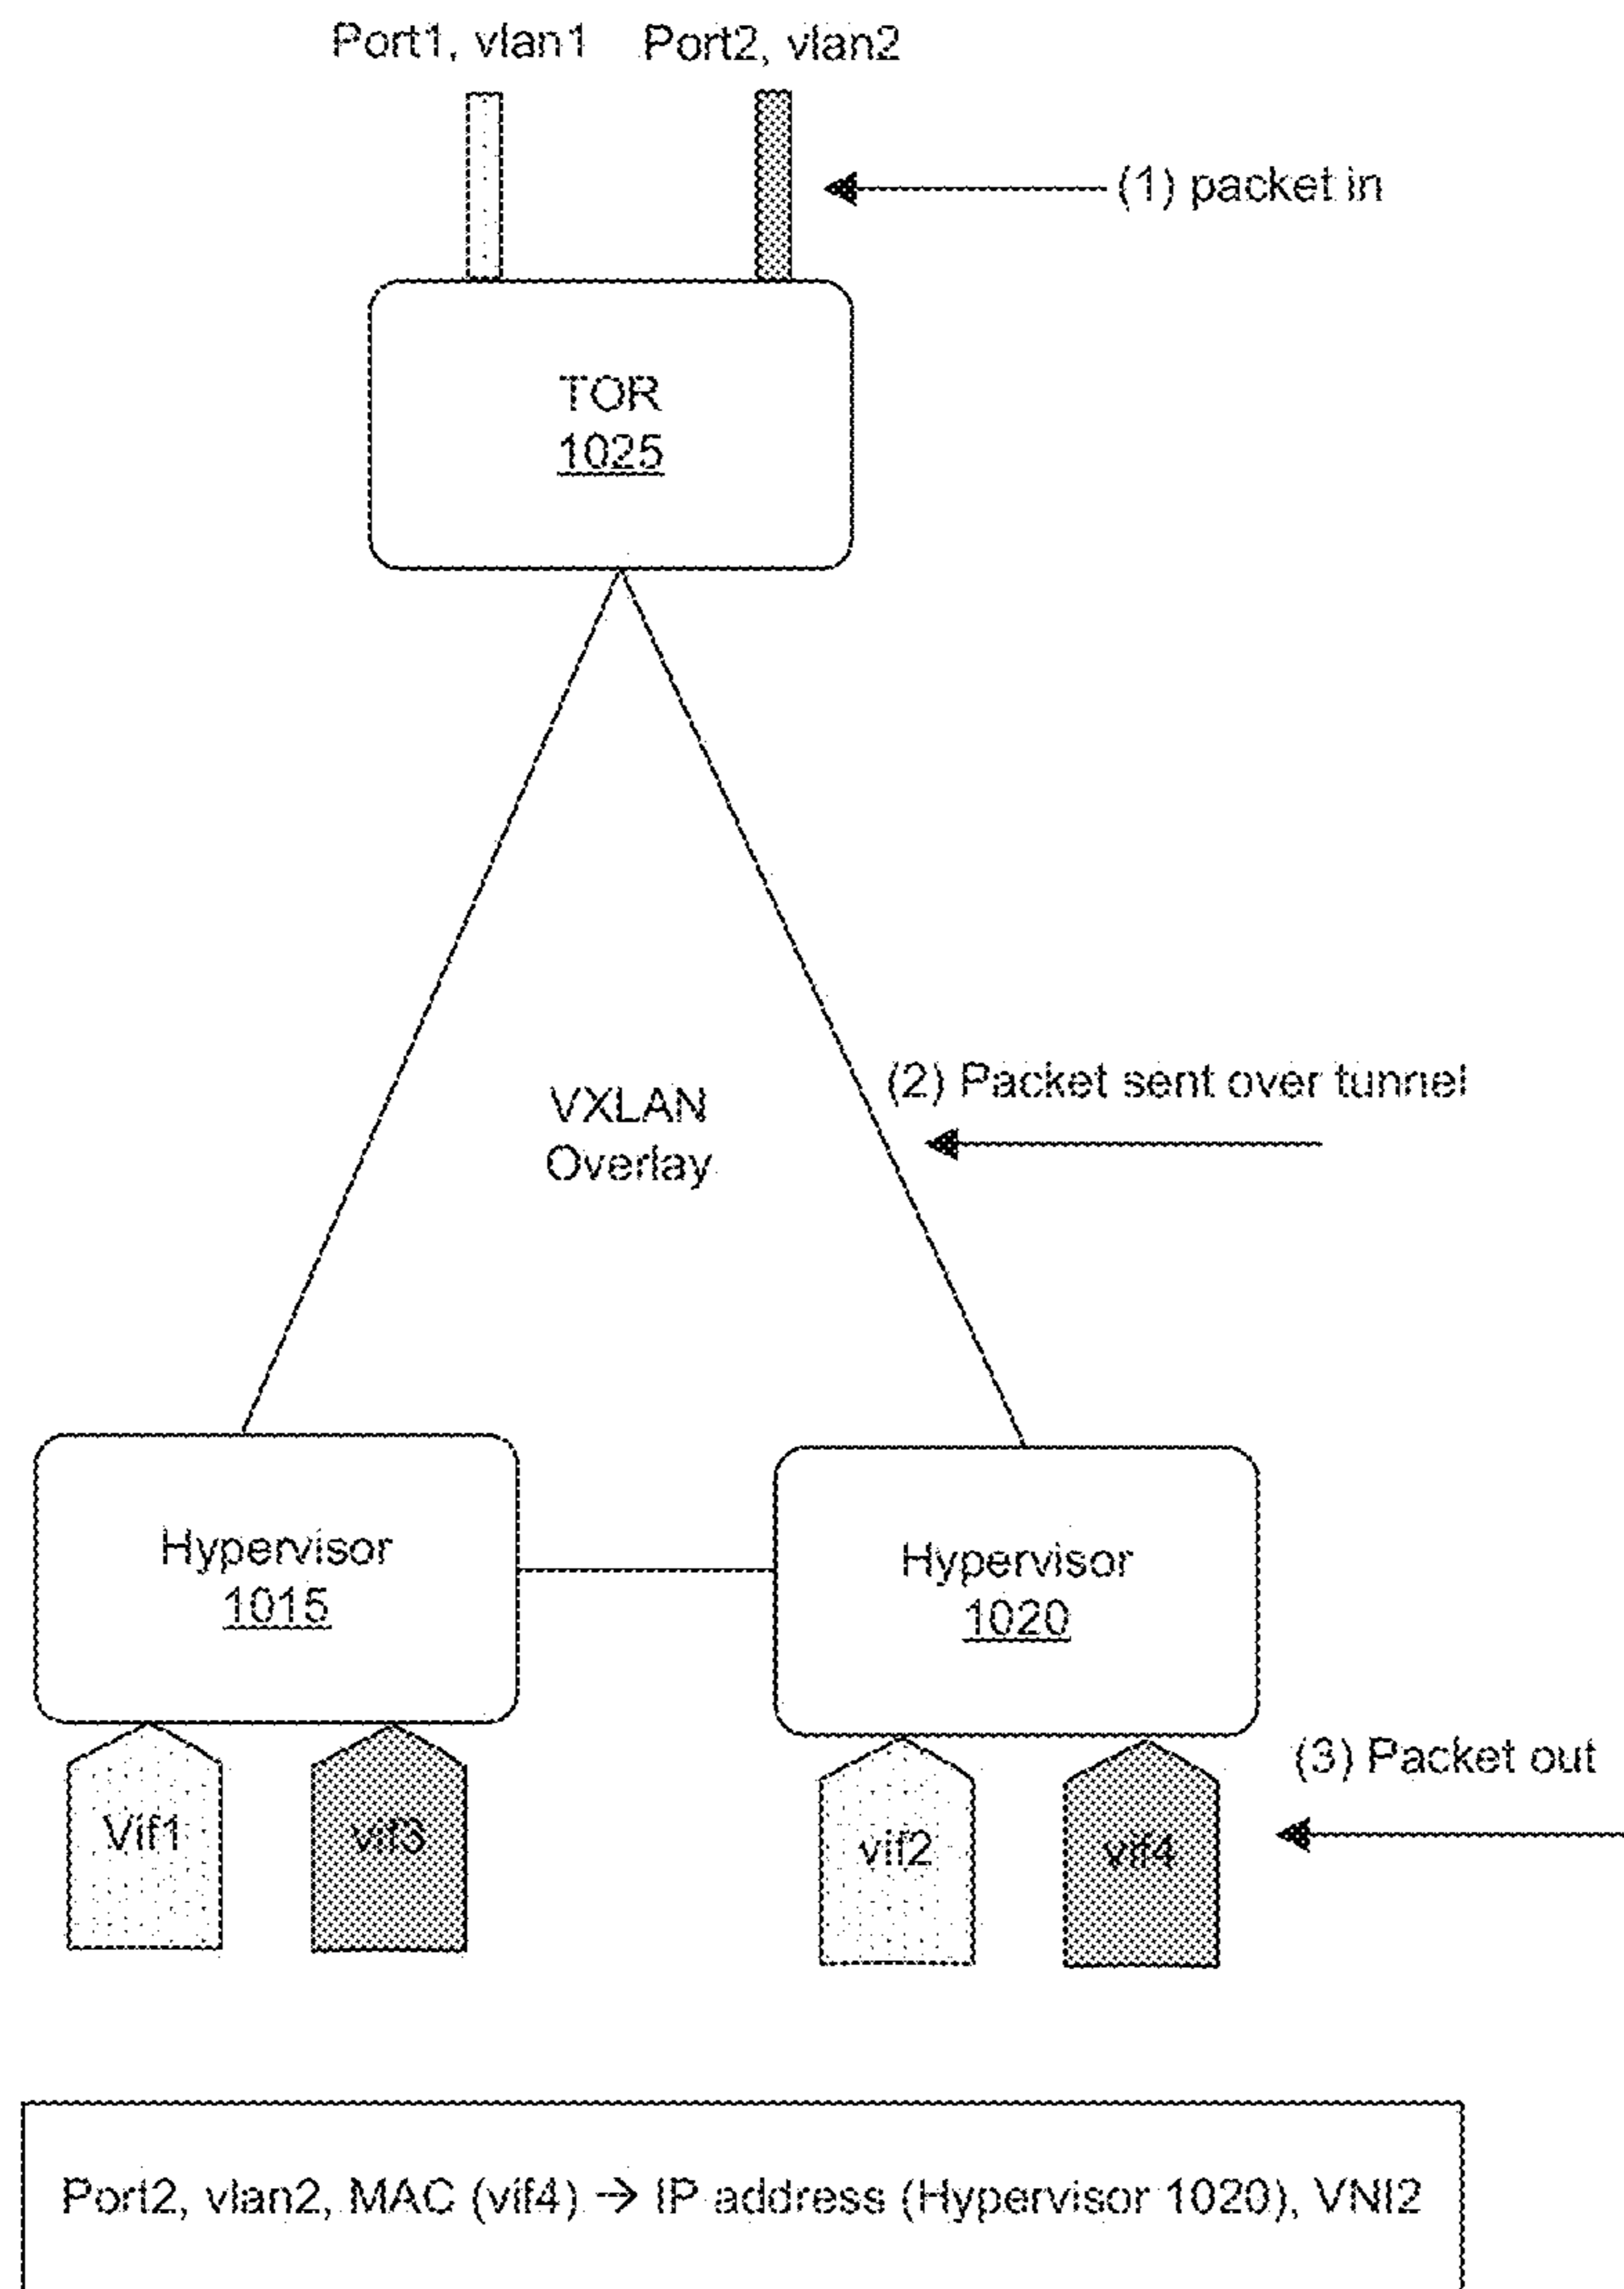 Port1, vlan1 Port2, vlan2
(1) packet in
TOR
1025
(2) Packet sent over tunnel
VXLAN
Overlay
Hypervisor
1015
Hypervisor
1020
(3) Packet out
Vif1
vif3
vif2
vif4
Port2, vlan2, MAC (vif4) → IP address (Hypervisor 1020), VNI2